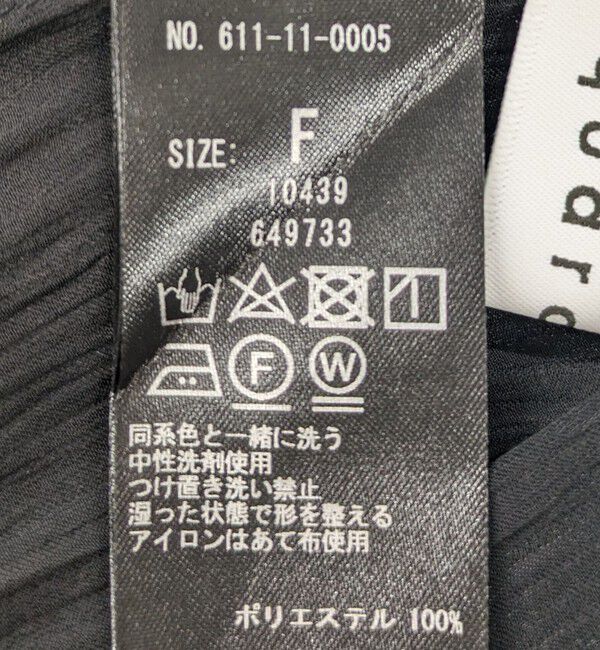 NO. 611-11-0005
SIZE: F
10439
649733
F W
同系色と一緒に洗う
中性洗剤使用
つけ置き洗い禁止
湿った状態で形を整える
アイロンはあて布使用
ポリエステル 100%